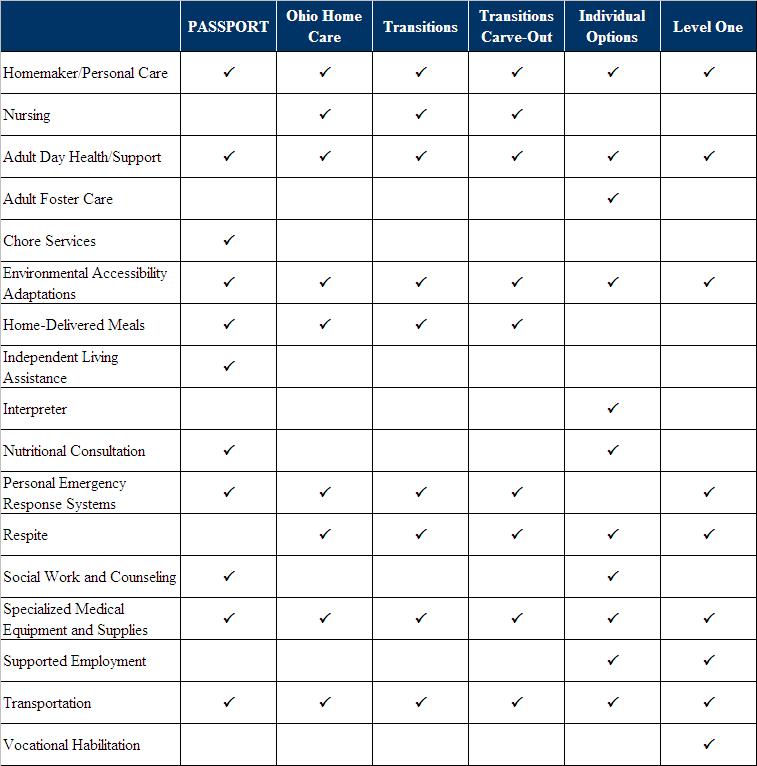 PASSPORT Ohio Home Care Transitions Transitions Carve-Out Individual Options Level One
Homemaker/Personal Care ✓ ✓ ✓ ✓ ✓ ✓
Nursing ✓ ✓ ✓
Adult Day Health/Support ✓ ✓ ✓ ✓ ✓ ✓
Adult Foster Care ✓
Chore Services ✓
Environmental Accessibility
Adaptations ✓ ✓ ✓ ✓ ✓ ✓
Home-Delivered Meals ✓ ✓ ✓ ✓
Independent Living
Assistance ✓
Interpreter ✓
Nutritional Consultation ✓ ✓
Personal Emergency
Response Systems ✓ ✓ ✓ ✓ ✓
Respite ✓ ✓ ✓ ✓ ✓
Social Work and Counseling ✓ ✓
Specialized Medical
Equipment and Supplies ✓ ✓ ✓ ✓ ✓ ✓
Supported Employment ✓ ✓
Transportation ✓ ✓ ✓ ✓ ✓ ✓
Vocational Habilitation ✓